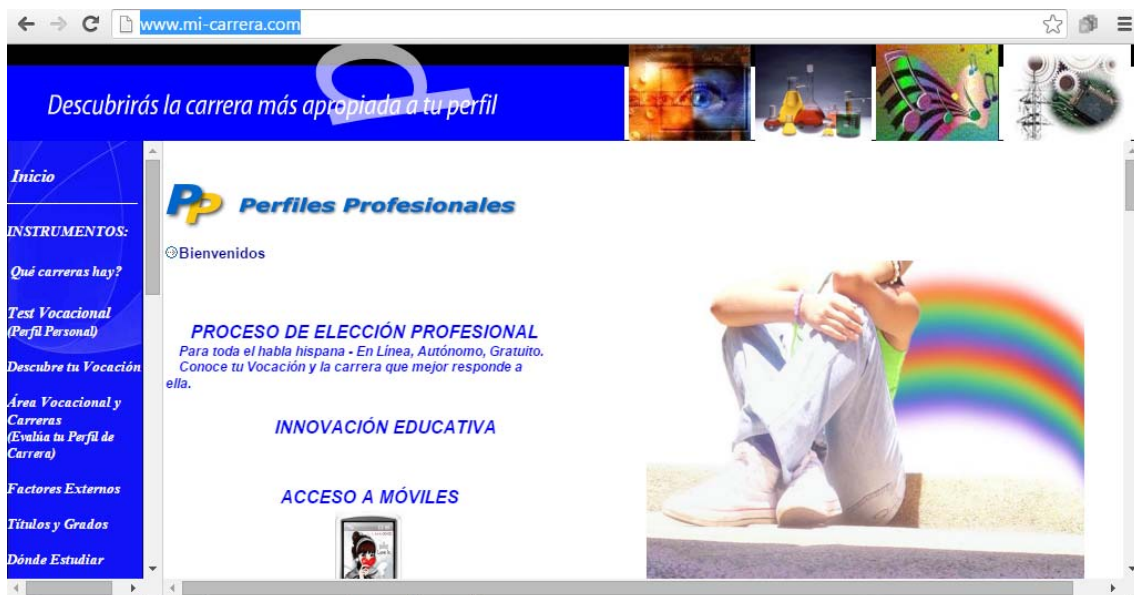 www.mi-carrera.com
Descubrirás la carrera más apropiada a tu perfil
Inicio
INSTRUMENTOS:
Qué carreras hay?
Test Vocacional
(Perfil Personal)
Descubre tu Vocación
Área Vocacional y
Carreras
(Evalúa tu Perfil de
Carrera)
Factores Externos
Títulos y Grados
Dónde Estudiar
PP Perfiles Profesionales
Bienvenidos
PROCESO DE ELECCIÓN PROFESIONAL
Para toda el habla hispana - En Línea, Autónomo, Gratuito.
Conoce tu Vocación y la carrera que mejor responde a
ella.
INNOVACIÓN EDUCATIVA
ACCESO A MÓVILES